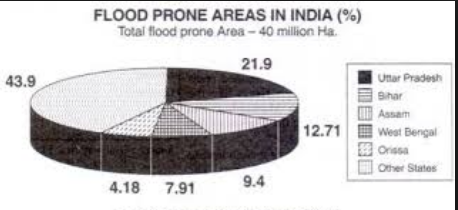 FLOOD PRONE AREAS IN INDIA (%)
Total flood prone Area – 40 million Ha.
21.9
43.9
12.71
9.4
7.91
4.18
Uttar Pradesh
Bihar
Assam
West Bengal
Orissa
Other States